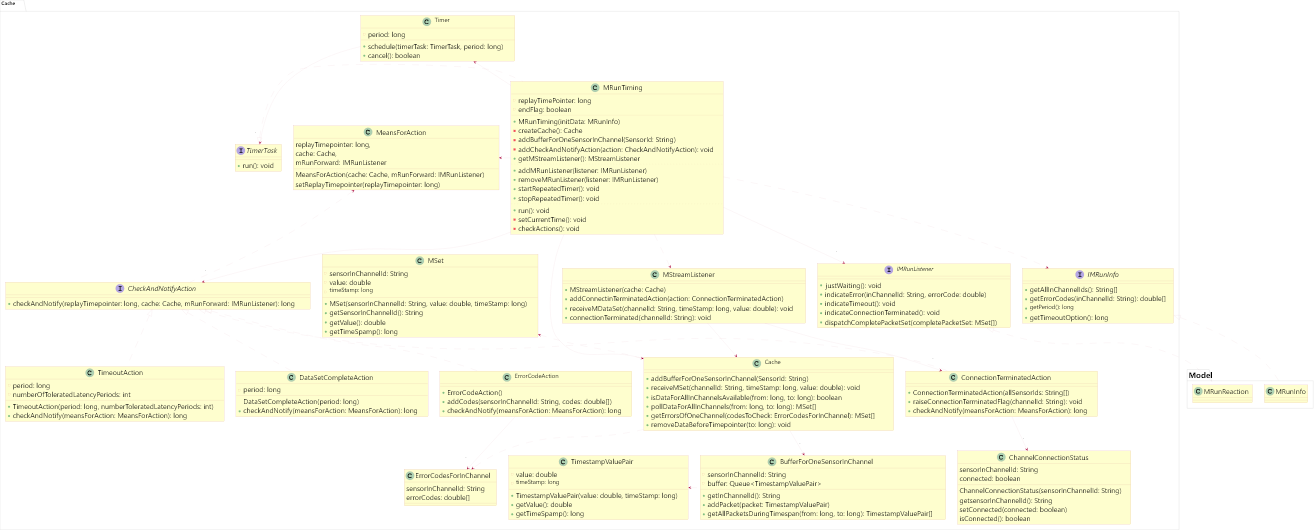 Cache
C Timer
period: long
schedule(timerTask: TimerTask, period: long)
cancel(): boolean
C MRunTiming
replayTimePointer: long
endFlag: boolean
MRunTiming(initData: MRunInfo)
createCache(): Cache
addBufferForOneSensorInChannel(SensorId: String)
addCheckAndNotifyAction(action: CheckAndNotifyAction): void
getMStreamListener(): MStreamListener
addMRunListener(listener: IMRunListener)
removeMRunListener(listener: IMRunListener)
startRepeatedTimer(): void
stopRepeatedTimer(): void
run(): void
setCurrentTime(): void
checkActions(): void
I TimerTask
run(): void
C MeansForAction
replayTimepointer: long,
cache: Cache,
mRunForward: IMRunListener
MeansForAction(cache: Cache, mRunForward: IMRunListener)
setReplayTimepointer(replayTimepointer: long)
I CheckAndNotifyAction
checkAndNotify(replayTimepointer: long, cache: Cache, mRunForward: IMRunListener): long
C MSet
sensorInChannelId: String
value: double
timeStamp: long
MSet(sensorInChannelId: String, value: double, timeStamp: long)
getSensorInChannelId(): String
getValue(): double
getTimeSpamp(): long
C MStreamListener
MStreamListener(cache: Cache)
addConnectinTerminatedAction(action: ConnectionTerminatedAction)
receiveMDataSet(channelId: String, timestamp: long, value: double): void
connectionTerminated(channelId: String): void
I IMRunListener
justWaiting(): void
indicateError(inChannelId: String, errorCode: double)
indicateTimeout(): void
indicateConnectionTerminated(): void
dispatchCompletePacketSet(completePacketSet: MSet[])
I IMRunInfo
getAllInChannelIds(): String[]
getErrorCodes(inChannelId: String): double[]
getPeriod(): long
getTimeoutOption(): long
C TimeoutAction
period: long
numberOfToleratedLatencyPeriods: int
TimeoutAction(period: long, numberToleratedLatencyPeriods: int)
checkAndNotify(meansForAction: MeansForAction): long
C DataSetCompleteAction
period: long
DataSetCompleteAction(period: long)
checkAndNotify(meansForAction: MeansForAction): long
C ErrorCodeAction
ErrorCodeAction()
addCodes(sensorInChannelId: String, codes: double[])
checkAndNotify(meansForAction: MeansForAction): long
C Cache
addBufferForOneSensorInChannel(SensorId: String)
receiveMSet(channelId: String, timeStamp: long, value: double): void
isDataForAllInChannelsAvailable(from: long, to: long): boolean
pollDataForAllInChannels(from: long, to: long): MSet[]
getErrorsOfOneChannel(codesToCheck: ErrorCodesForInChannel): MSet[]
removeDataBeforeTimepointer(to: long): void
C ConnectionTerminatedAction
ConnectionTerminatedAction(allSensorIds: String[])
raiseConnectionTerminatedFlag(channelId: String): void
checkAndNotify(meansForAction: MeansForAction): long
Model
C MRunReaction
C MRunInfo
C ErrorCodesForInChannel
sensorInChannelId: String
errorCodes: double[]
C TimestampValuePair
value: double
timeStamp: long
TimestampValuePair(value: double, timeStamp: long)
getValue(): double
getTimeSpamp(): long
C BufferForOneSensorInChannel
sensorInChannelId: String
buffer: Queue<TimestampValuePair>
getInChannelId(): String
addPacket(packet: TimestampValuePair)
getAllPacketsDuringTimespan(from: long, to: long): TimestampValuePair[]
C ChannelConnectionStatus
sensorInChannelId: String
connected: boolean
ChannelConnectionStatus(sensorInChannelId: String)
getsensorInChannelId(): String
setConnected(connected: boolean)
isConnected(): boolean